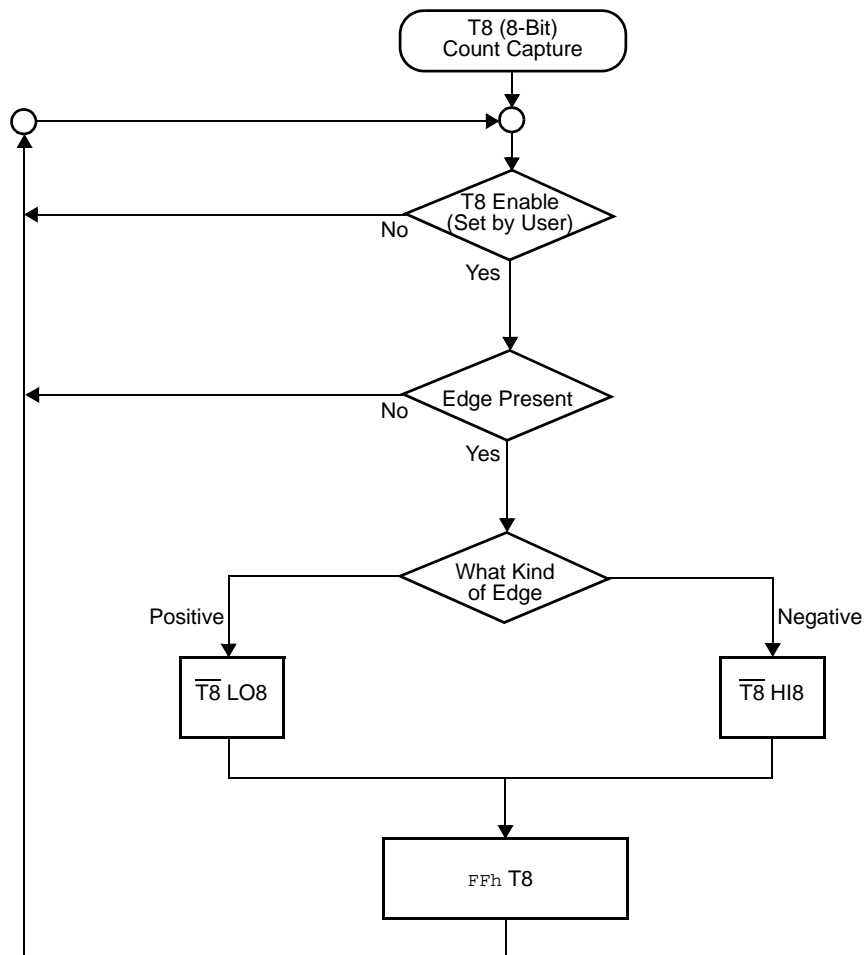 T8 (8-Bit)
Count Capture
T8 Enable
(Set by User)
No
Yes
Edge Present
No
Yes
What Kind
of Edge
Positive
Negative
T8 LO8
T8 HI8
FFh T8